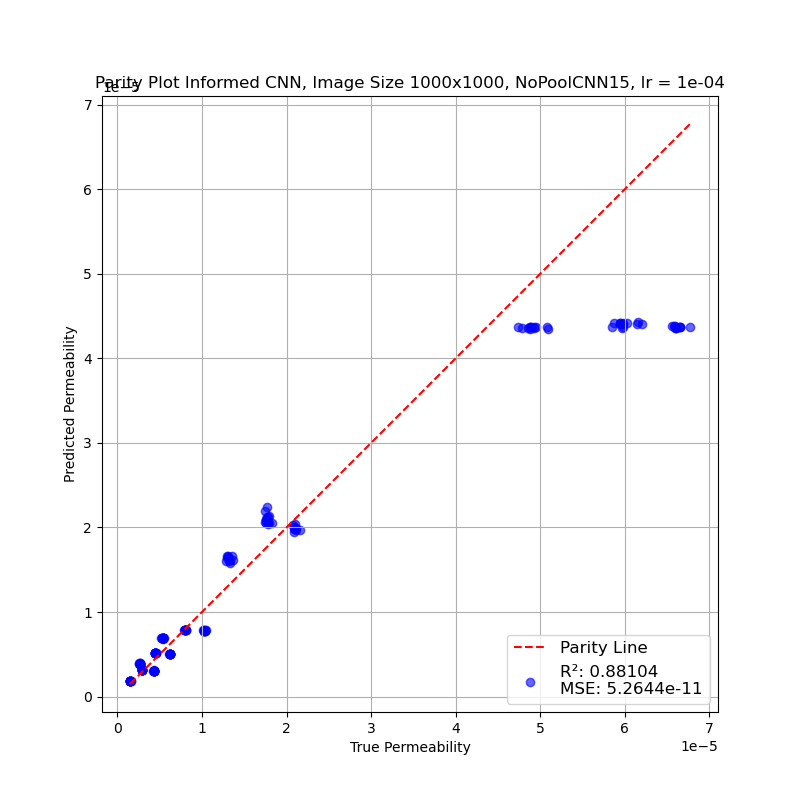 Parity Plot Informed CNN, Image Size 1000x1000, NoPoolCNN15, lr = 1e-04
1e−5
7
6
5
4
3
2
1
0
Predicted Permeability
Parity Line
R²: 0.88104
MSE: 5.2644e-11
0 1 2 3 4 5 6 7
True Permeability
1e−5